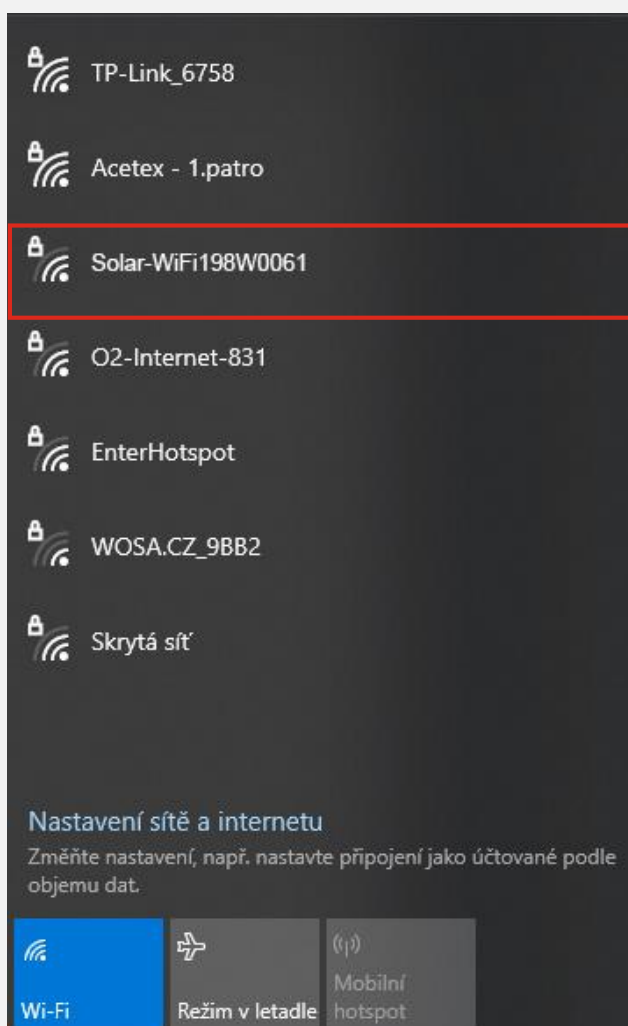 TP-Link_6758
Acetex - 1.patro
Solar-WiFi198W0061
O2-Internet-831
EnterHotspot
WOSA.CZ_9BB2
Skrytá síť
Nastavení sítě a internetu
Změňte nastavení, např. nastavte připojení jako účtované podle
objemu dat.
Wi-Fi
Režim v letadle
Mobilní
hotspot